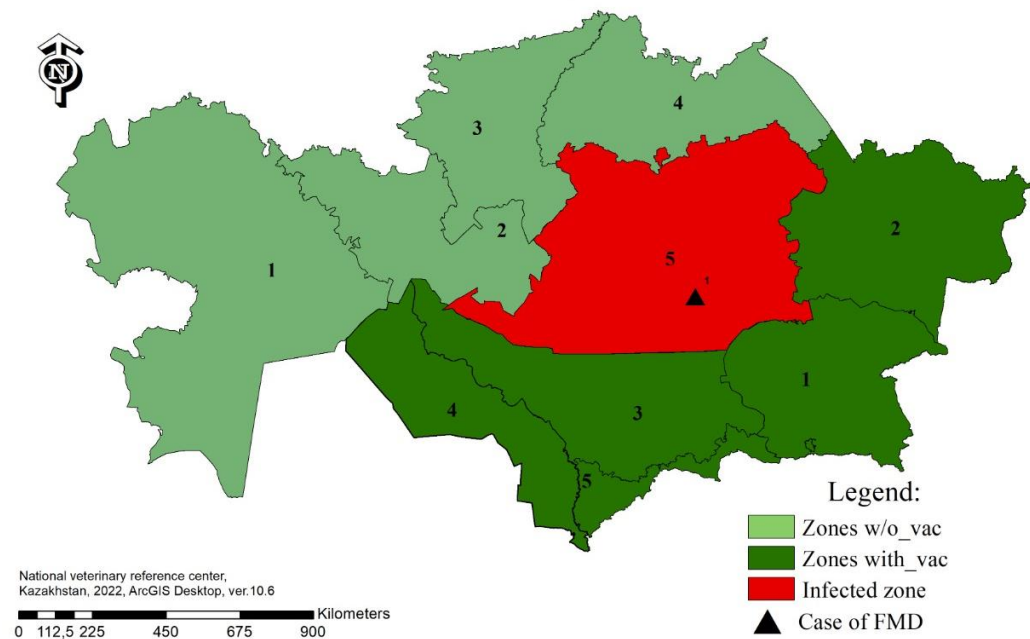 N
4
3
2
2
5
1
1
1
4
3
5
Legend:
Zones w/o_vac
Zones with_vac
Infected zone
Case of FMD
National veterinary reference center,
Kazakhstan, 2022, ArcGIS Desktop, ver.10.6
Kilometers
0 112,5 225 450 675 900